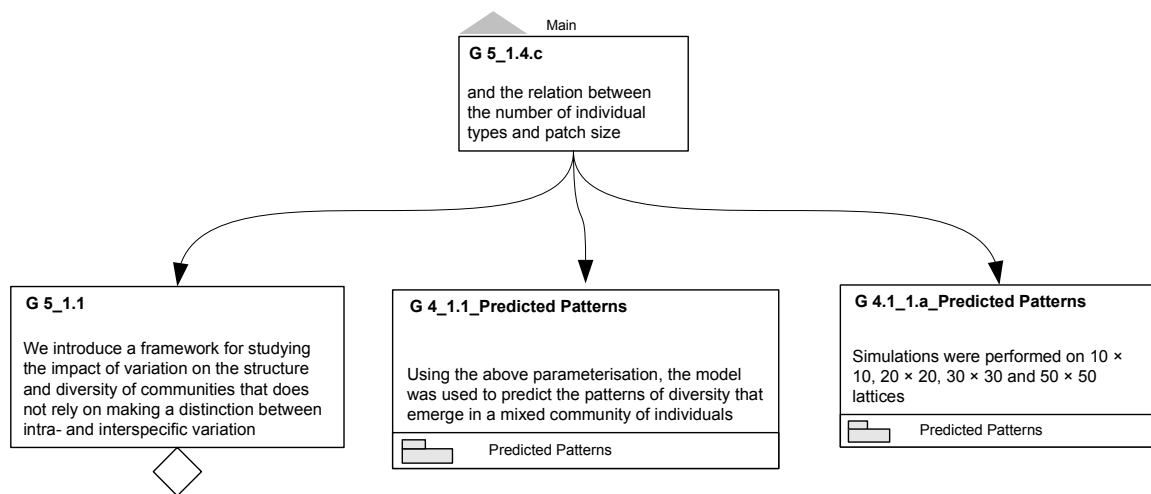 Main
G 5_1.4.c
and the relation between
the number of individual
types and patch size
G 5_1.1
We introduce a framework for studying
the impact of variation on the structure
and diversity of communities that does
not rely on making a distinction between
intra- and interspecific variation
G 4_1.1_Predicted Patterns
Using the above parameterisation, the model
was used to predict the patterns of diversity that
emerge in a mixed community of individuals
Predicted Patterns
G 4.1_1.a_Predicted Patterns
Simulations were performed on 10 ×
10, 20 × 20, 30 × 30 and 50 × 50
lattices
Predicted Patterns